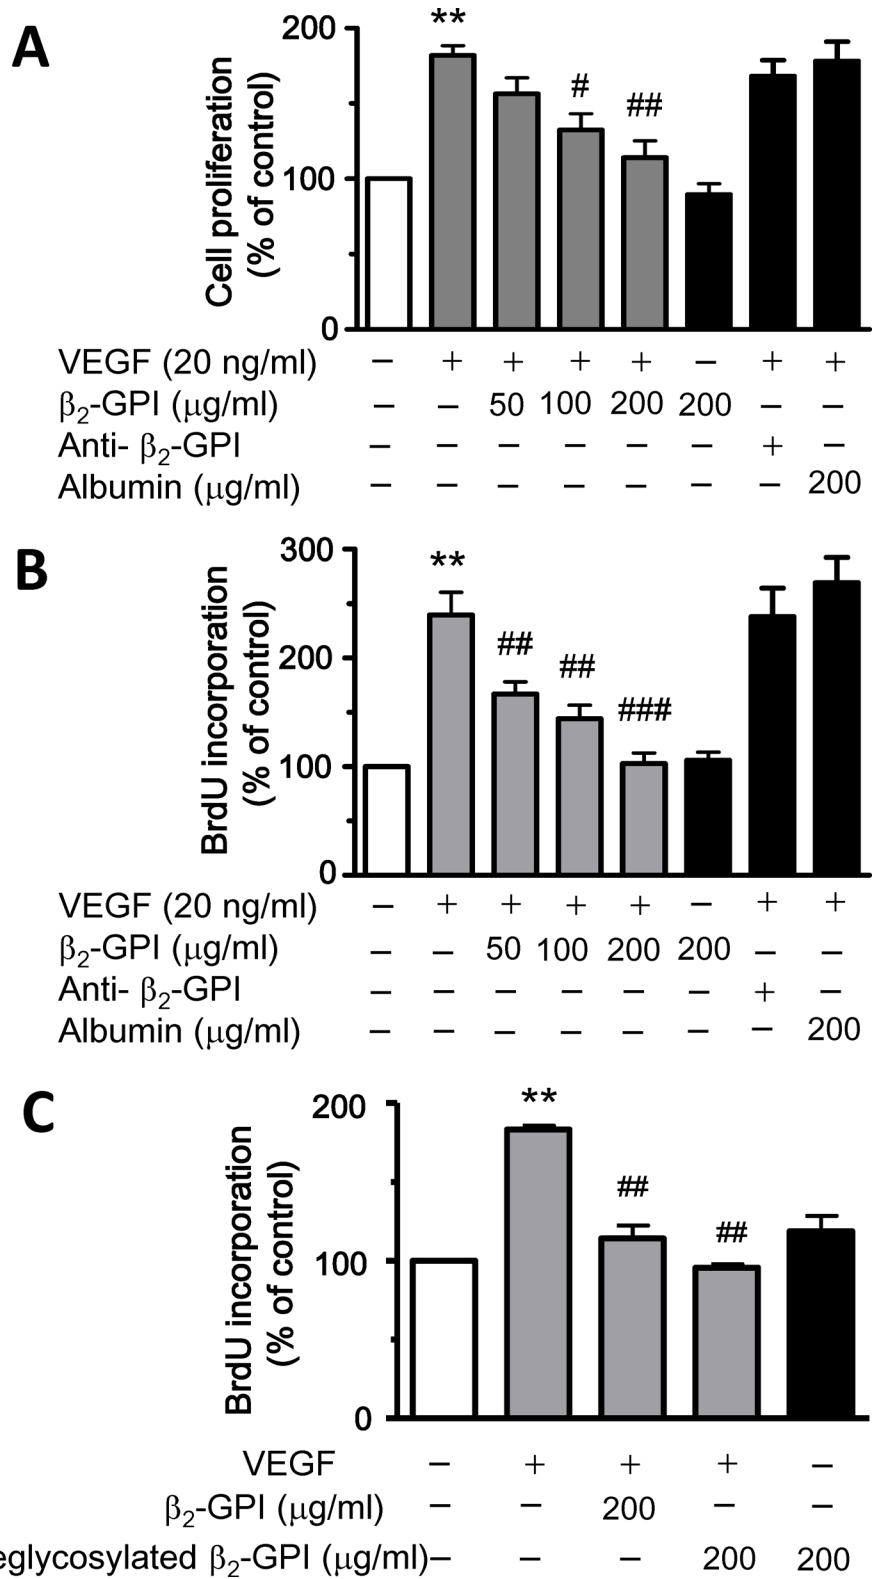 A
Cell proliferation
(% of control)
200
**
#
##
100
0
VEGF (20 ng/ml) − + + + + − + +
β2-GPI (μg/ml) − − 50 100 200 200 − −
Anti- β2-GPI − − − − − − + −
Albumin (μg/ml) − − − − − − − 200
B
BrdU incorporation
(% of control)
300
**
##
##
###
200
100
0
VEGF (20 ng/ml) − + + + + − + +
β2-GPI (μg/ml) − − 50 100 200 200 − −
Anti- β2-GPI − − − − − − + −
Albumin (μg/ml) − − − − − − − 200
C
BrdU incorporation
(% of control)
200
**
##
##
100
0
VEGF − + + + −
β2-GPI (μg/ml) − − 200 − −
eglycosylated β2-GPI (μg/ml) − − − 200 200